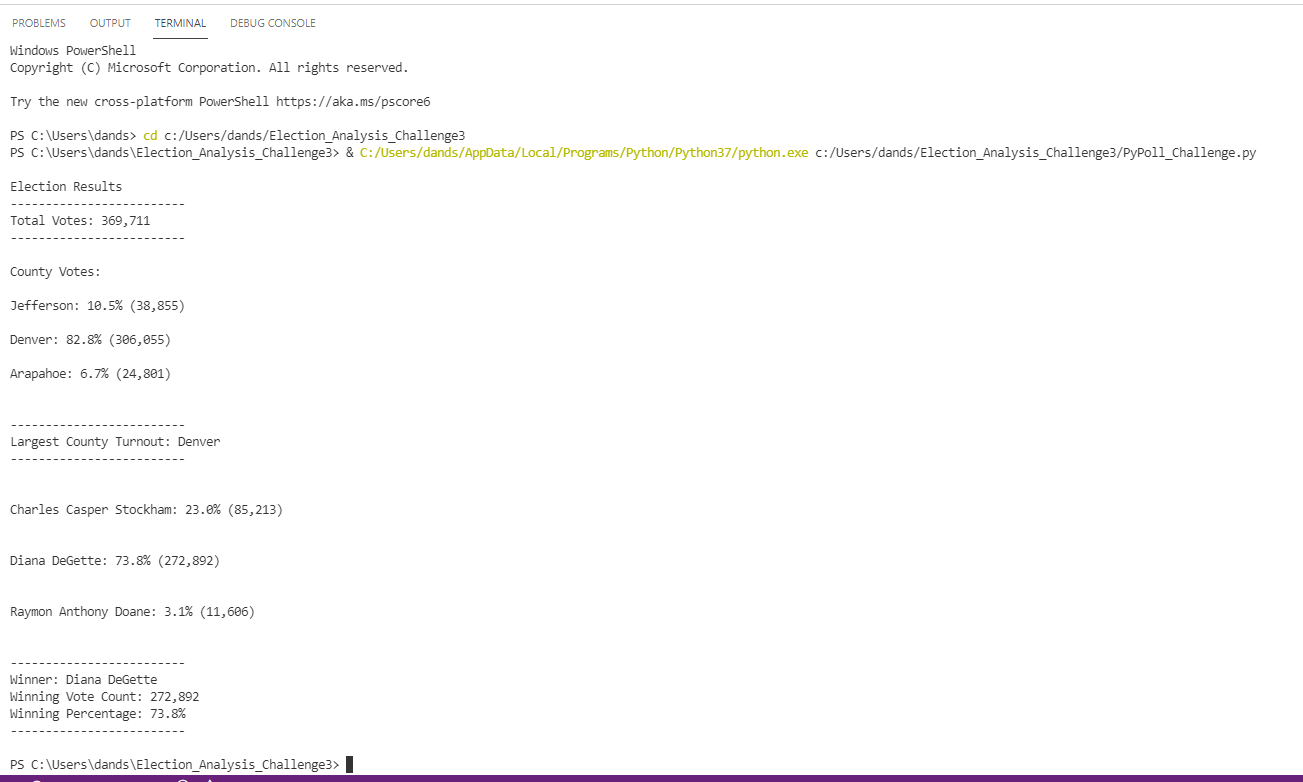 PROBLEMS OUTPUT TERMINAL DEBUG CONSOLE
Windows PowerShell
Copyright (C) Microsoft Corporation. All rights reserved.
Try the new cross-platform PowerShell https://aka.ms/pscore6
PS C:\Users\dands> cd c:/Users/dands/Election_Analysis_Challenge3
PS C:\Users\dands\Election_Analysis_Challenge3> & C:/Users/dands/AppData/Local/Programs/Python/Python37/python.exe c:/Users/dands/Election_Analysis_Challenge3/PyPoll_Challenge.py
Election Results
-------------------------
Total Votes: 369,711
-------------------------
County Votes:
Jefferson: 10.5% (38,855)
Denver: 82.8% (306,055)
Arapahoe: 6.7% (24,801)
-------------------------
Largest County Turnout: Denver
-------------------------
Charles Casper Stockham: 23.0% (85,213)
Diana DeGette: 73.8% (272,892)
Raymon Anthony Doane: 3.1% (11,606)
-------------------------
Winner: Diana DeGette
Winning Vote Count: 272,892
Winning Percentage: 73.8%
-------------------------
PS C:\Users\dands\Election_Analysis_Challenge3>